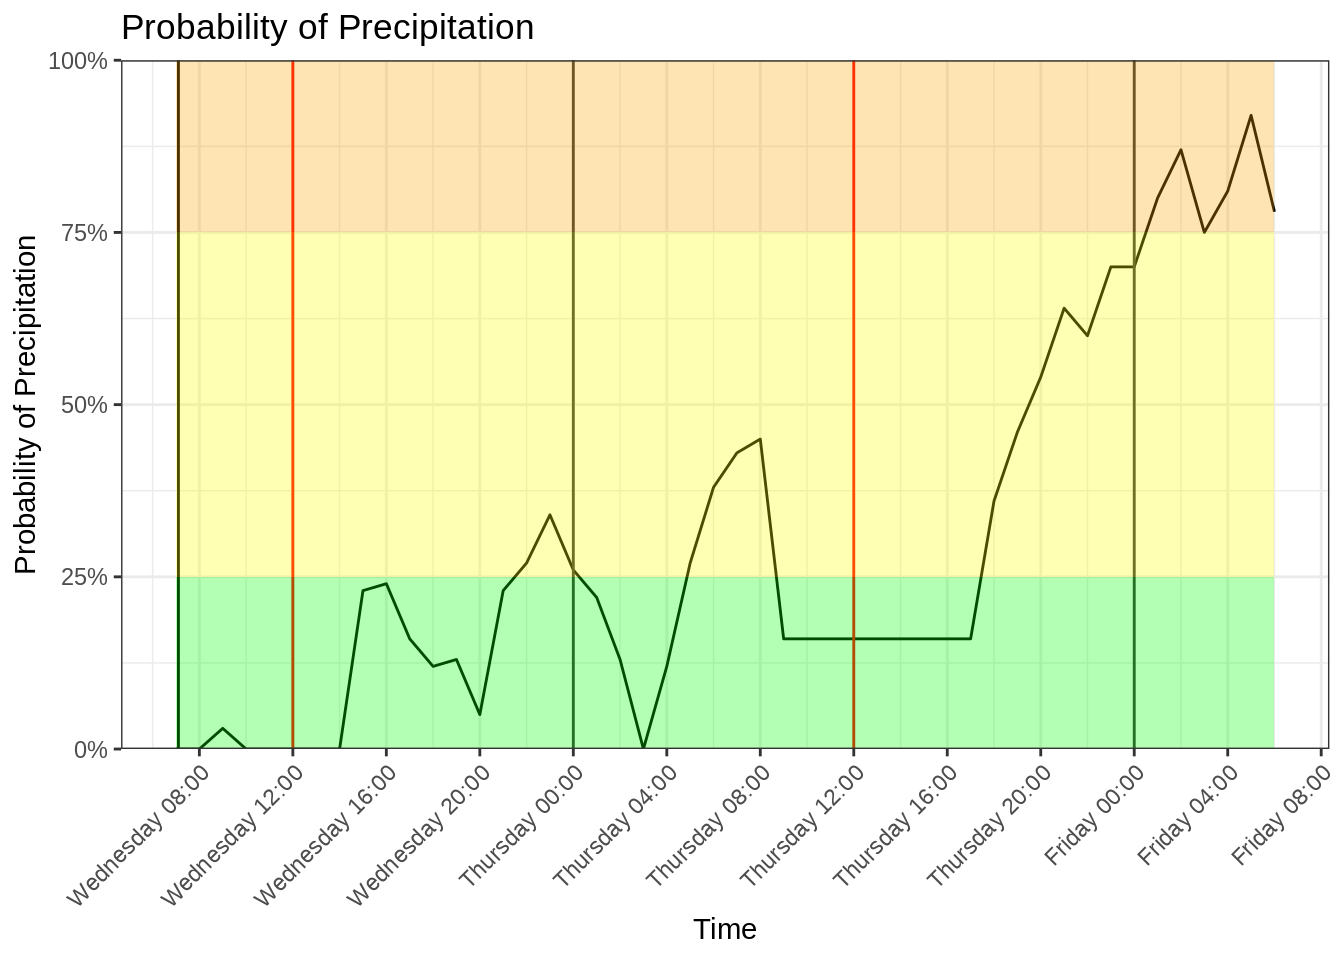 Probability of Precipitation
100%
75%
50%
25%
0%
Probability of Precipitation
Wednesday 08:00
Wednesday 12:00
Wednesday 16:00
Wednesday 20:00
Thursday 00:00
Thursday 04:00
Thursday 08:00
Thursday 12:00
Thursday 16:00
Thursday 20:00
Friday 00:00
Friday 04:00
Friday 08:00
Time